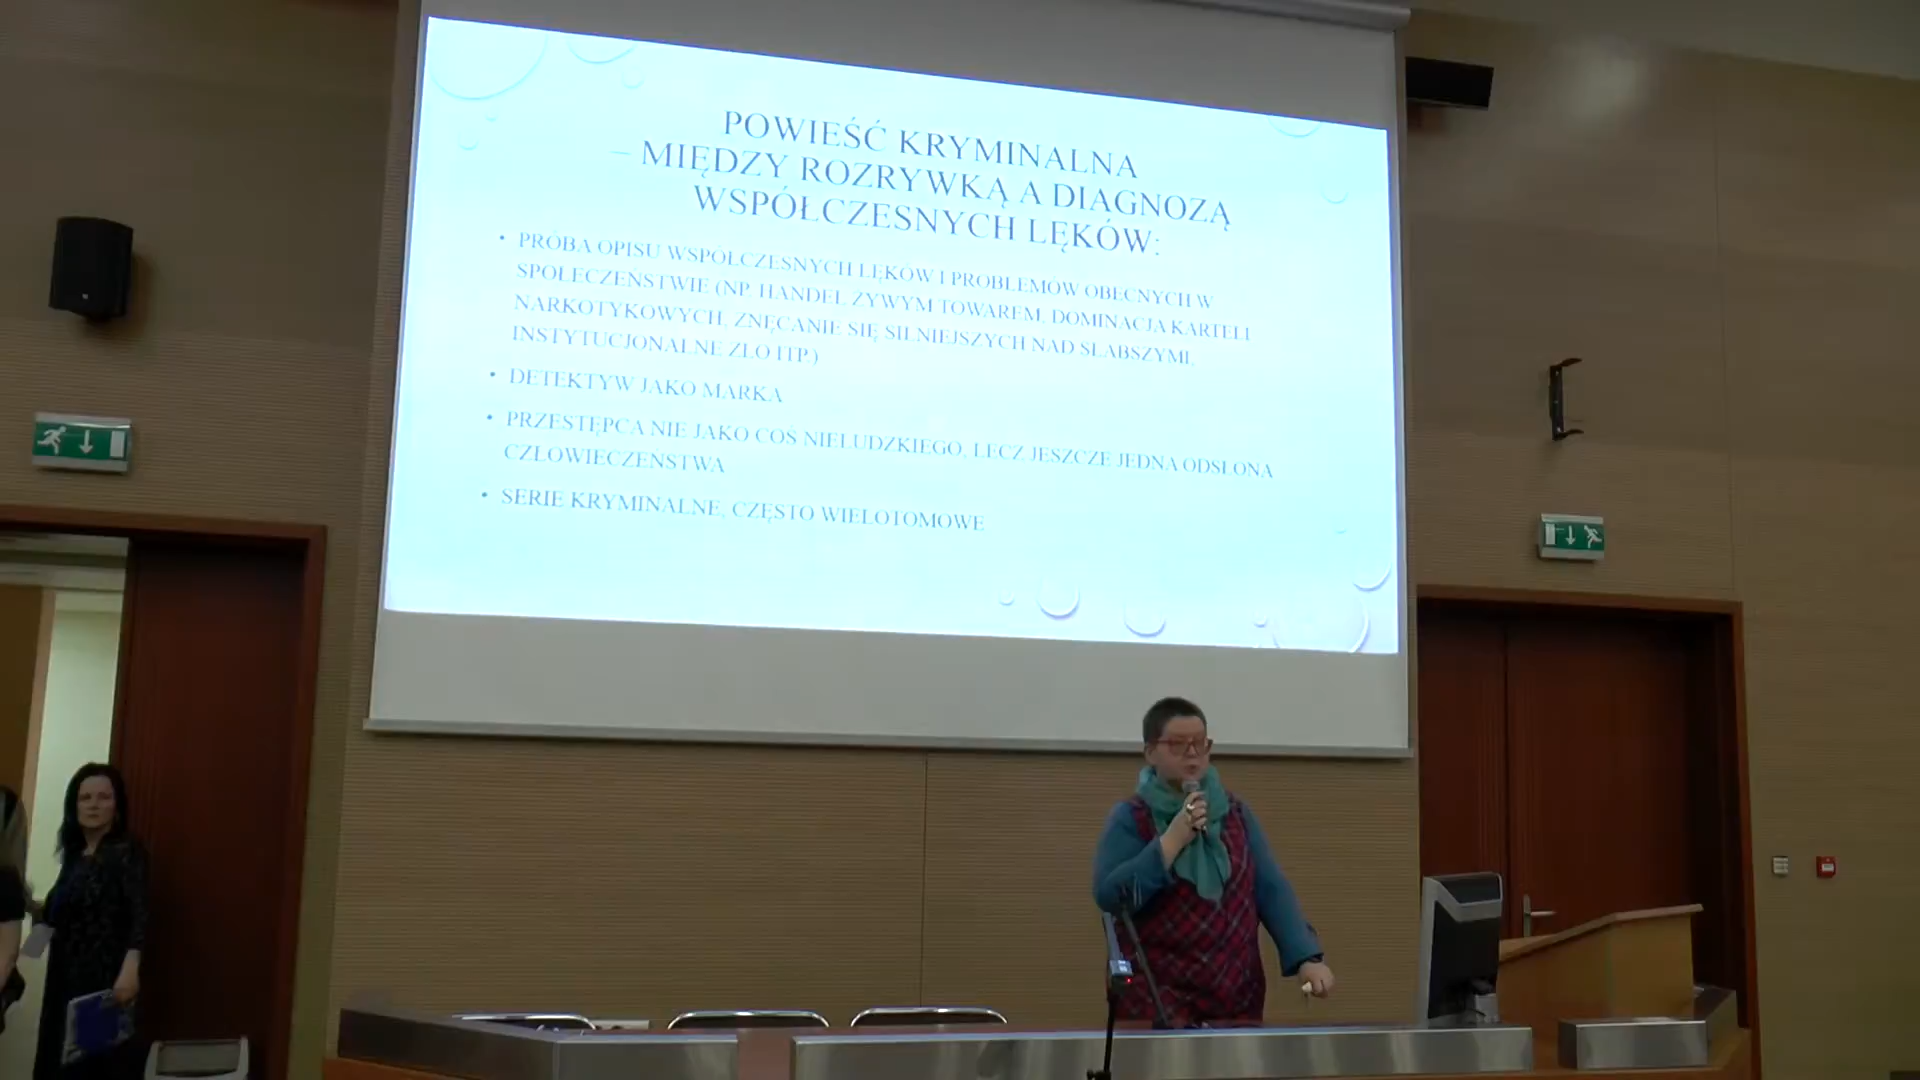 POWIEŚĆ KRYMINALNA
– MIĘDZY ROZRYWKĄ A DIAGNOZĄ
WSPÓŁCZESNYCH LĘKÓW:
• PRÓBA OPISU WSPÓŁCZESNYCH LĘKÓW I PROBLEMÓW OBECNYCH W
SPOŁECZEŃSTWIE (NP. HANDEL ŻYWYM TOWAREM, DOMINACJA KARTELI
NARKOTYKOWYCH, ZNĘCANIE SIĘ SILNIEJSZYCH NAD SŁABSZYMI,
INSTYTUCJONALNE ZŁO ITP.)
• DETEKTYW JAKO MARKA
• PRZESTĘPCA NIE JAKO COŚ NIELUDZKIEGO, LECZ JESZCZE JEDNA ODSŁONA
CZŁOWIECZEŃSTWA
• SERIE KRYMINALNE, CZĘSTO WIELOTOMOWE